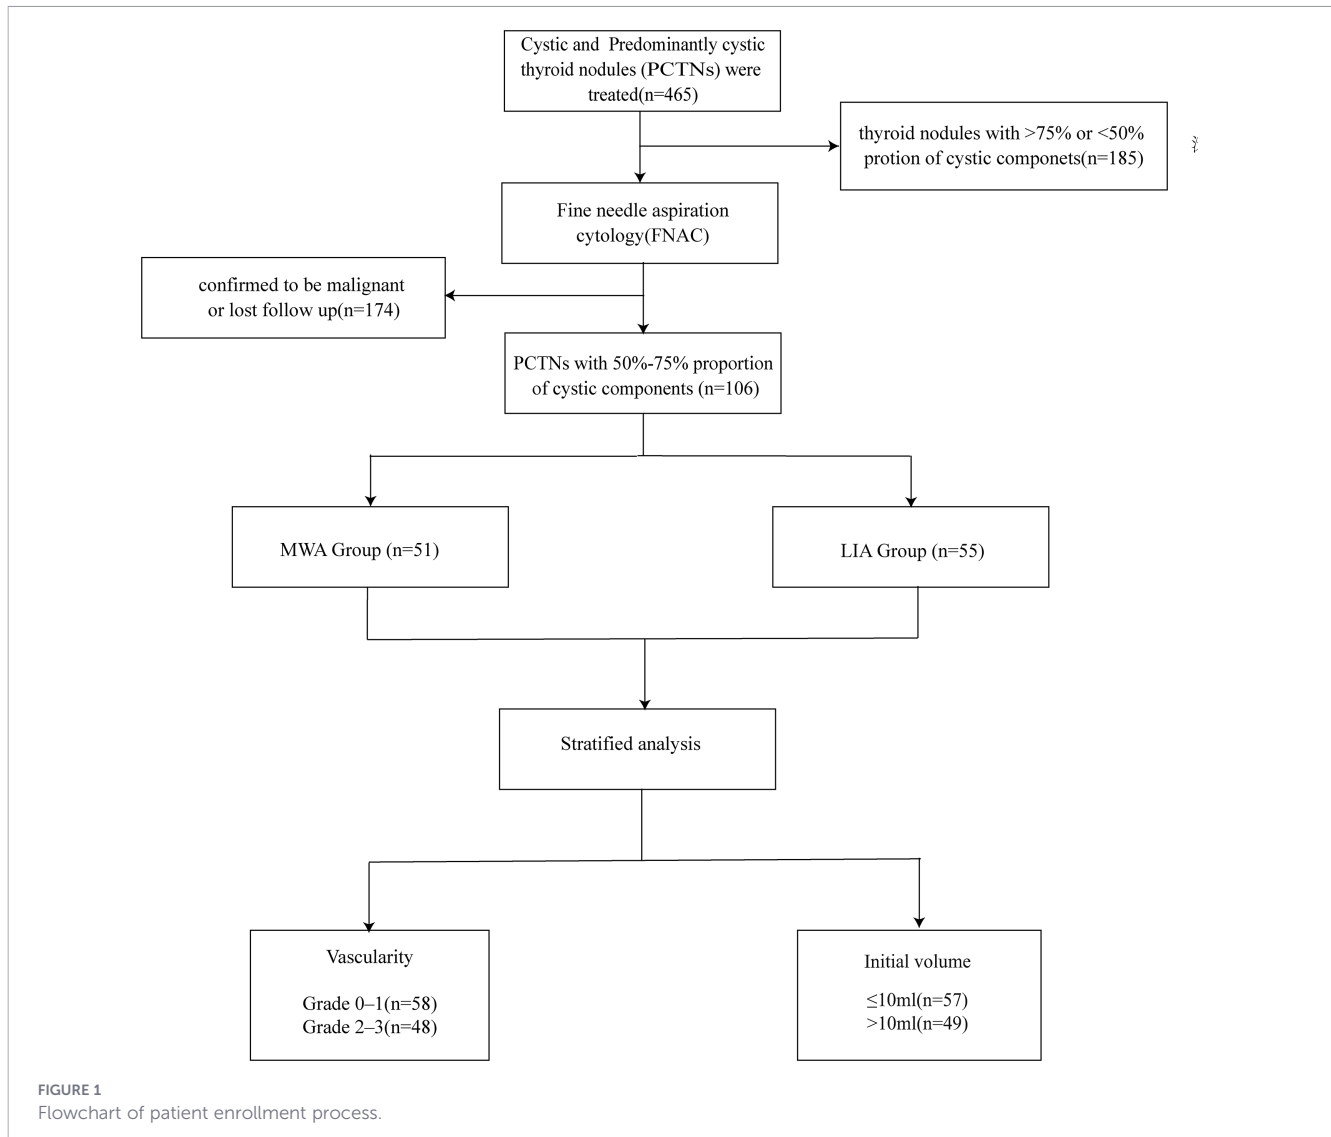 Cystic and Predominantly cystic
thyroid nodules (PCTNs) were
treated(n=465)
thyroid nodules with >75% or <50%
protion of cystic componets(n=185)
Fine needle aspiration
cytology(FNAC)
confirmed to be malignant
or lost follow up(n=174)
PCTNs with 50%-75% proportion
of cystic components (n=106)
MWA Group (n=51)
LIA Group (n=55)
Stratified analysis
Vascularity
Grade 0–1(n=58)
Grade 2–3(n=48)
Initial volume
≤10ml(n=57)
>10ml(n=49)
FIGURE 1
Flowchart of patient enrollment process.